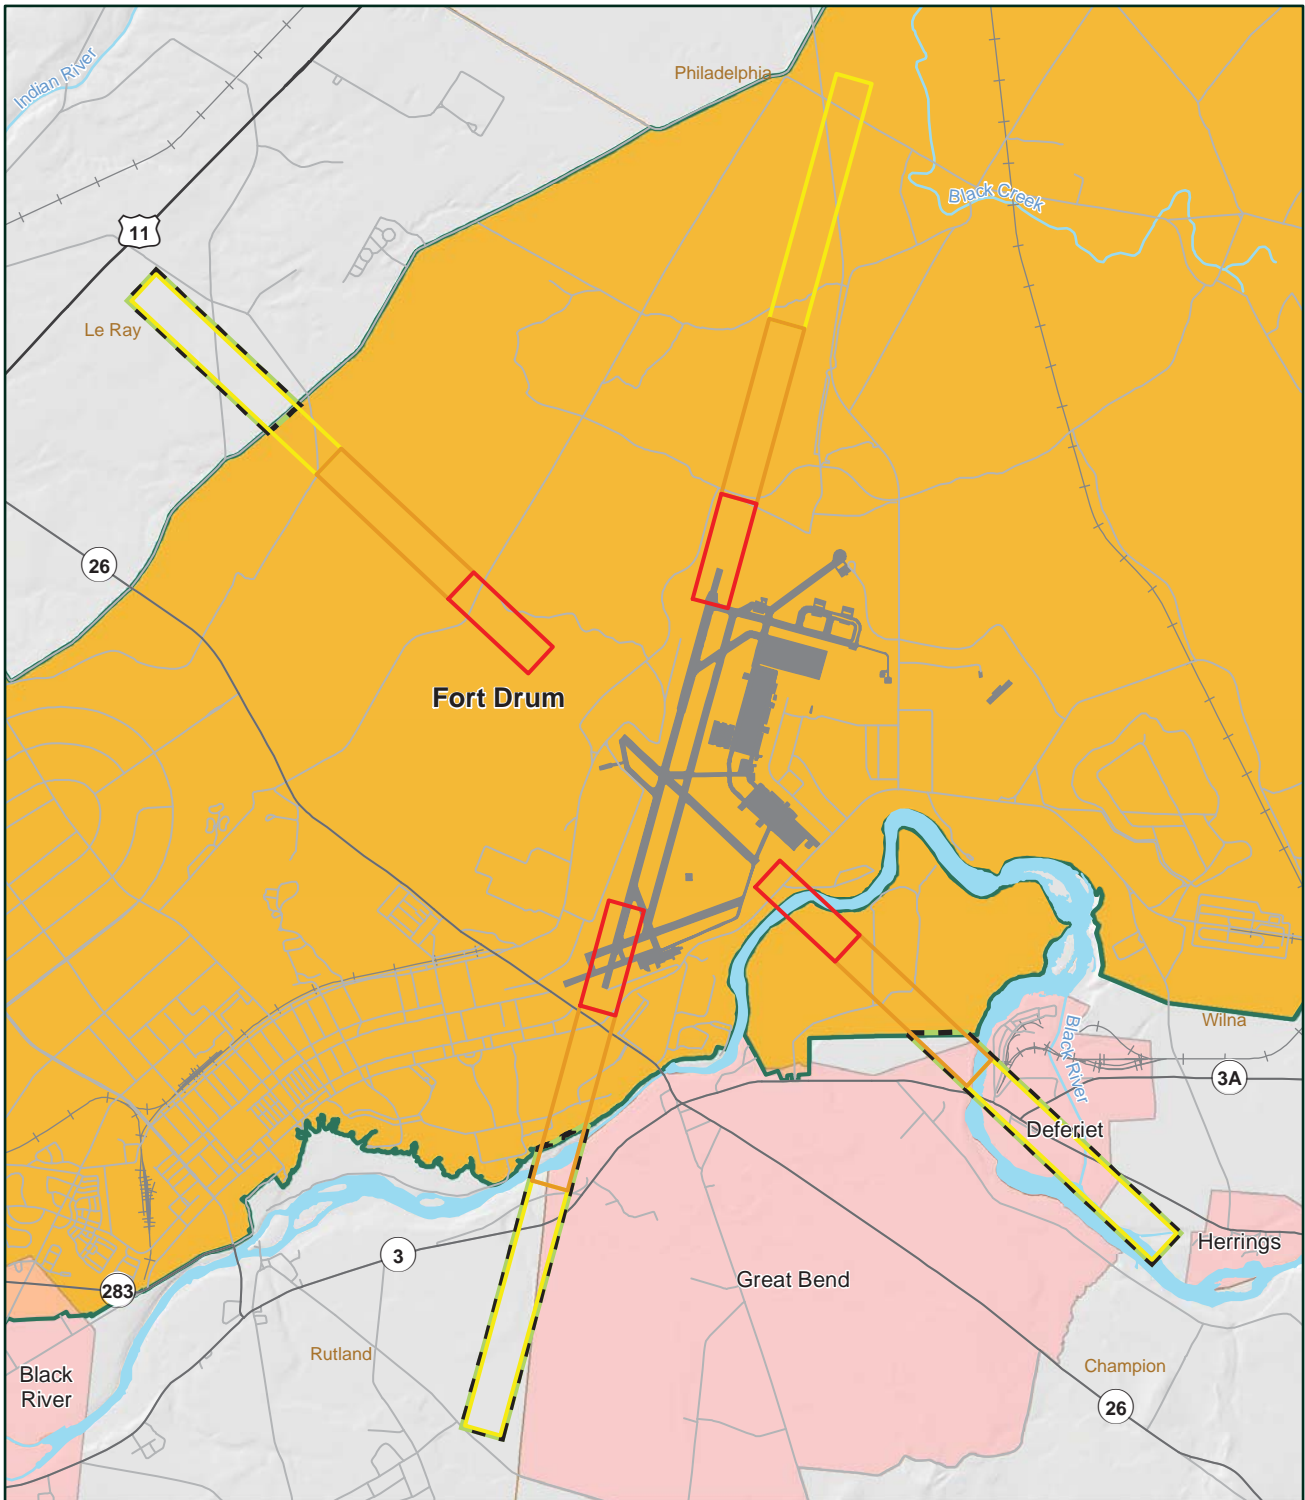 Indian River
Philadelphia
Black Creek
11
Le Ray
26
Fort Drum
Wilna
Black River
3A
Deferiet
Herrings
3
283
Great Bend
Rutland
Champion
Black
River
26